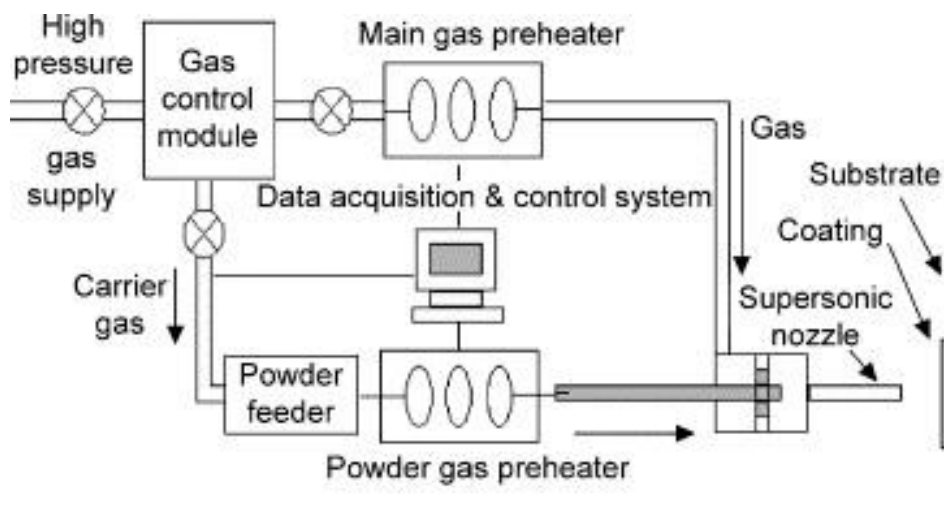 High
pressure
gas
supply
Gas
control
module
Main gas preheater
Gas
Data acquisition & control system
Substrate
Coating
Supersonic
nozzle
Carrier
gas
Powder
feeder
Powder gas preheater